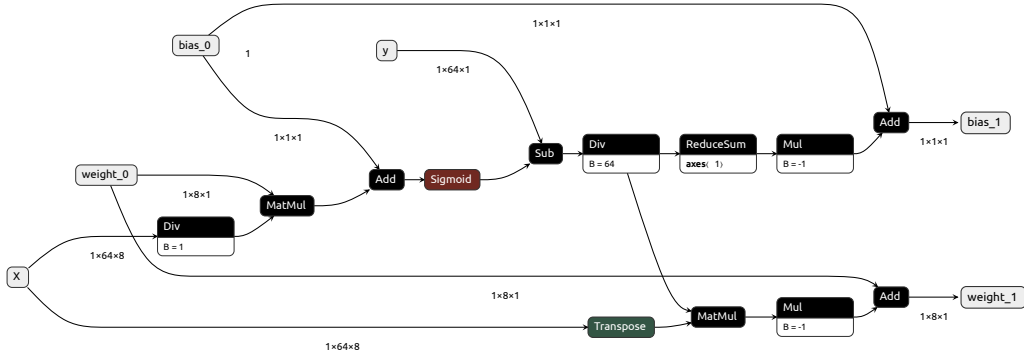 1×1×1
bias_0
1
y
1×64×1
1×1×1
Add
bias_1
1×1×1
Sub
Div
B = 64
ReduceSum
axes⟨ 1⟩
Mul
B = -1
weight_0
1×8×1
Add
Sigmoid
MatMul
Div
B = 1
1×64×8
X
1×8×1
Add
weight_1
1×8×1
Transpose
MatMul
Mul
B = -1
1×64×8